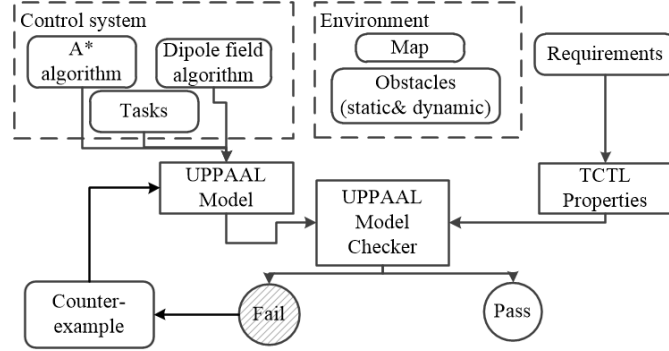 Control system
A*
algorithm
Dipole field
algorithm
Tasks
Environment
Map
Obstacles
(static& dynamic)
Requirements
UPPAAL
Model
UPPAAL
Model
Checker
TCTL
Properties
Counter-
example
Fail
Pass